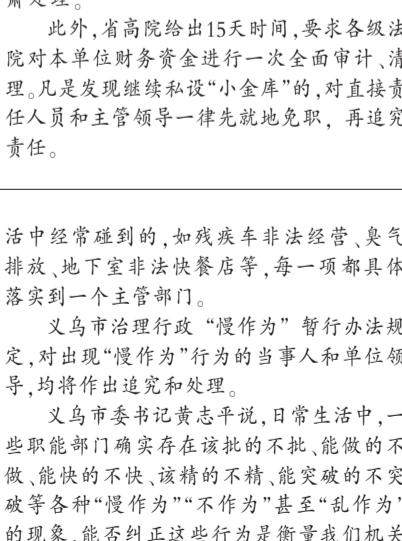 肃处理。
此外,省高院给出15天时间,要求各级法
院对本单位财务资金进行一次全面审计、清
理。凡是发现继续私设“小金库”的,对直接责
任人员和主管领导一律先就地免职,再追究
责任。
活中经常碰到的,如残疾车非法经营、臭气
排放、地下室非法快餐店等,每一项都具体
落实到一个主管部门。
义乌市治理行政“慢作为”暂行办法规
定,对出现“慢作为”行为的当事人和单位领
导,均将作出追究和处理。
义乌市委书记黄志平说,日常生活中,一
些职能部门确实存在该批的不批、能做的不
做、能快的不快、该精的不精、能突破的不突
破等各种“慢作为”“不作为”甚至“乱作为”
的现象,能否纠正这些行为是衡量我们机关